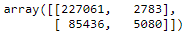 array([[227061,   2783],
       [ 85436,   5080]])